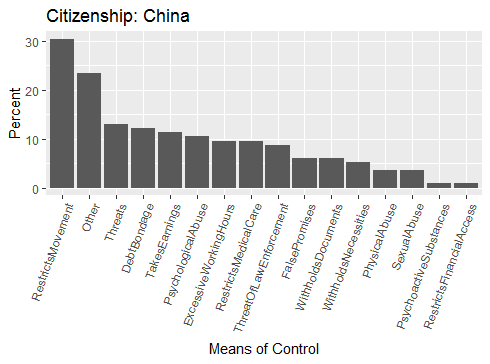 Citizenship: China
Percent
30
20
10
0
RestrictsMovement
Other
Threats
DebtBondage
TakesEarnings
PsychologicalAbuse
ExcessiveWorkingHours
RestrictsMedicalCare
ThreatOfLawEnforcement
FalsePromises
WithholdsDocuments
WithholdsNecessities
PhysicalAbuse
SexualAbuse
PsychoactiveSubstances
RestrictsFinancialAccess
Means of Control